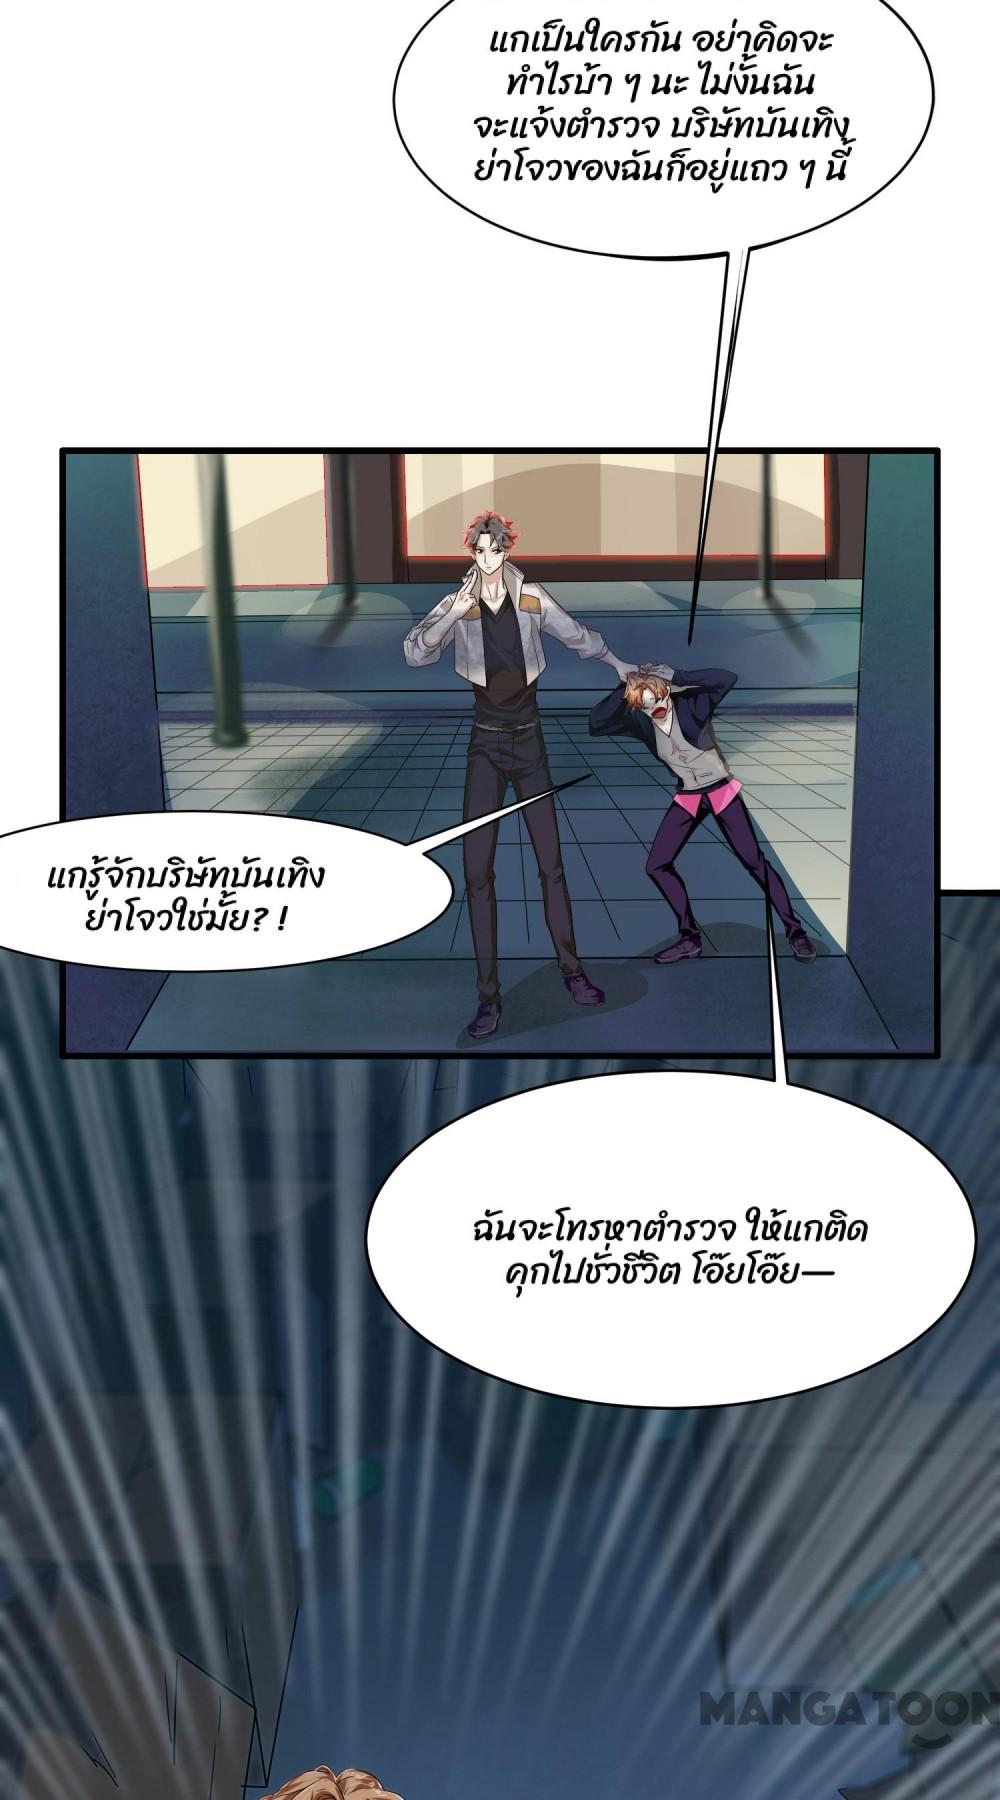 แกเป็นใครกัน อย่าคิดจะ
ทำไรบ้า ๆ นะ ไม่งั้นฉัน
จะแจ้งตำรวจ บริษัทบันเทิง
ย่าโจวของฉันก็อยู่แถว ๆ นี้
แกรู้จักบริษัทบันเทิง
ย่าโจวใช่มั้ย?!
ฉันจะโทรหาตำรวจ ให้แกติด
คุกไปชั่วชีวิต โอ๊ยโอ๊ย—
MANGATOON